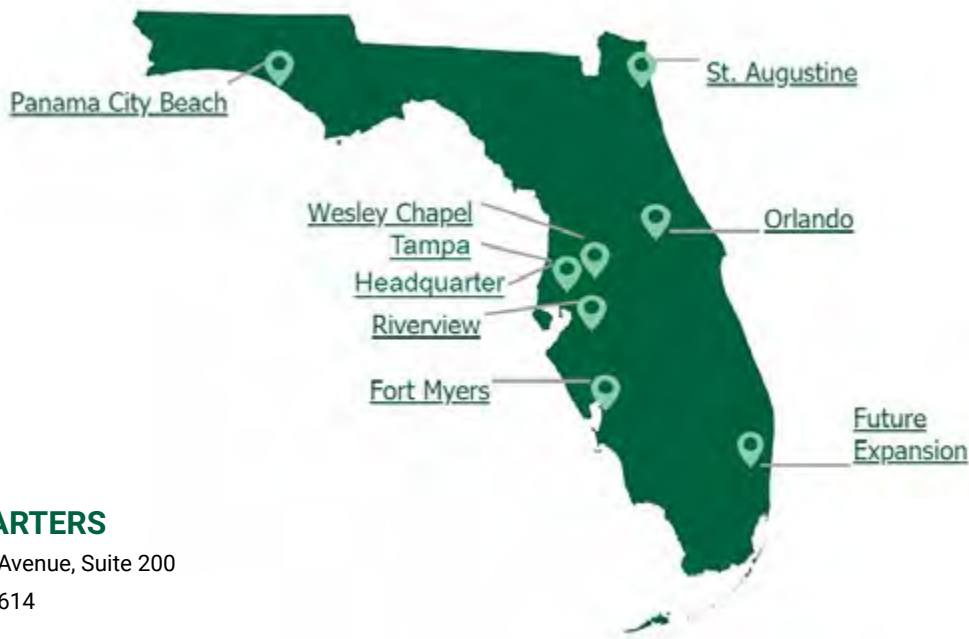 St. Augustine
Panama City Beach
Wesley Chapel
Orlando
Tampa
Headquarter
Riverview
Fort Myers
Future
Expansion
ARTERS
Avenue, Suite 200
614